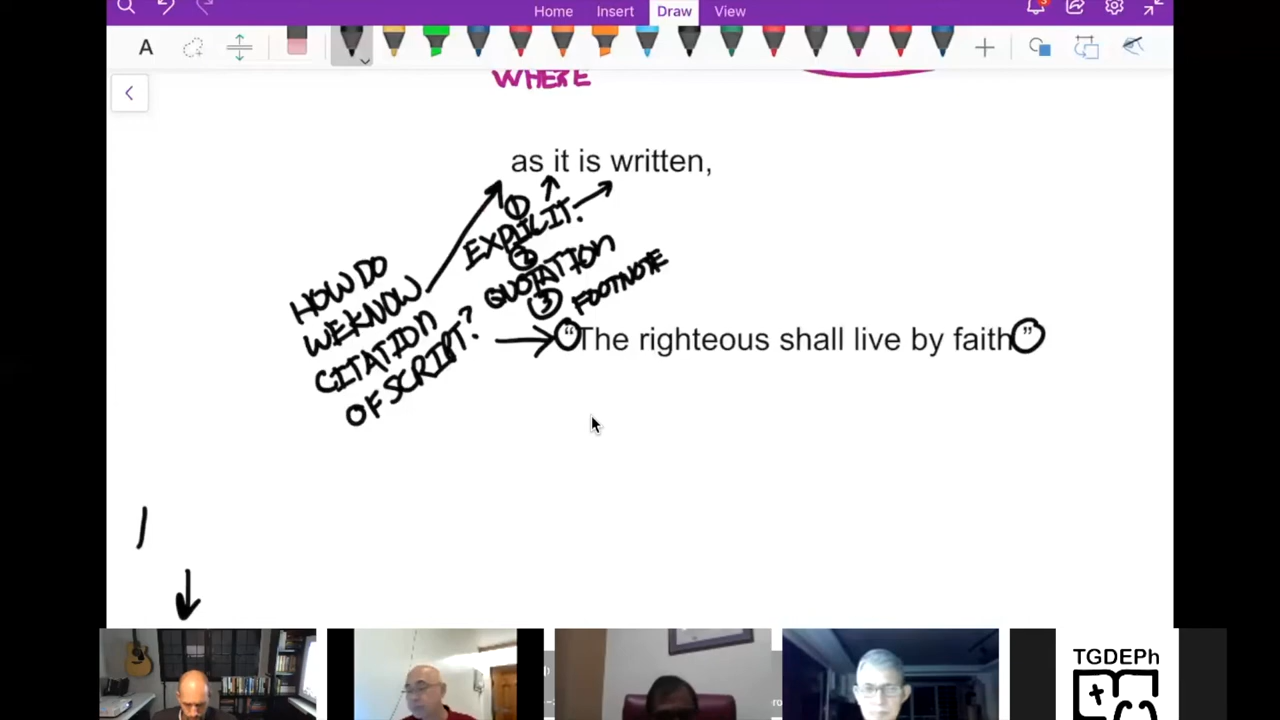 Home Insert Draw View
A
WHERE
as it is written,
①
EXPLICIT.
②
QUOTATION
③ FOOTNOTE
HOW DO
WE KNOW
CITATION
OF SCRIPT?
“The righteous shall live by faith”
TGDEPh